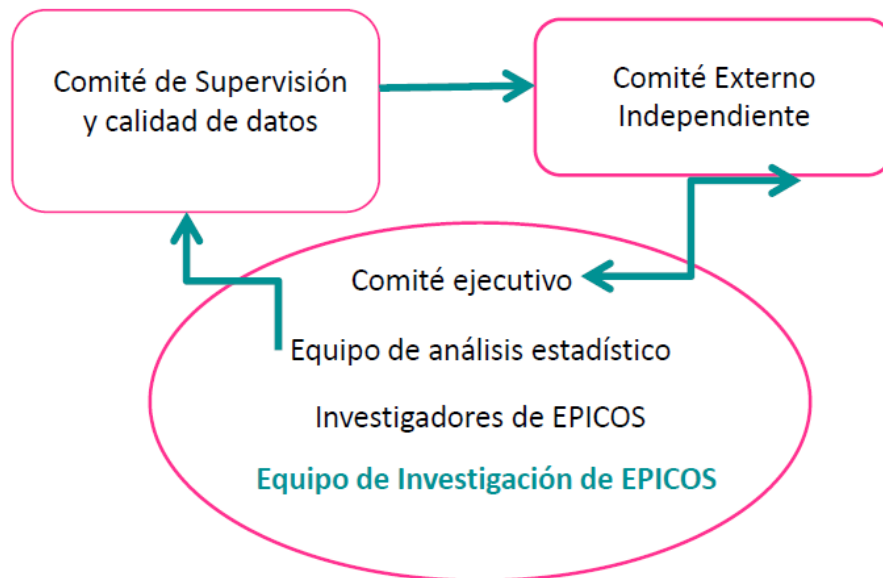 Comité de Supervisión
y calidad de datos
Comité Externo
Independiente
Comité ejecutivo
Equipo de análisis estadístico
Investigadores de EPICOS
Equipo de Investigación de EPICOS